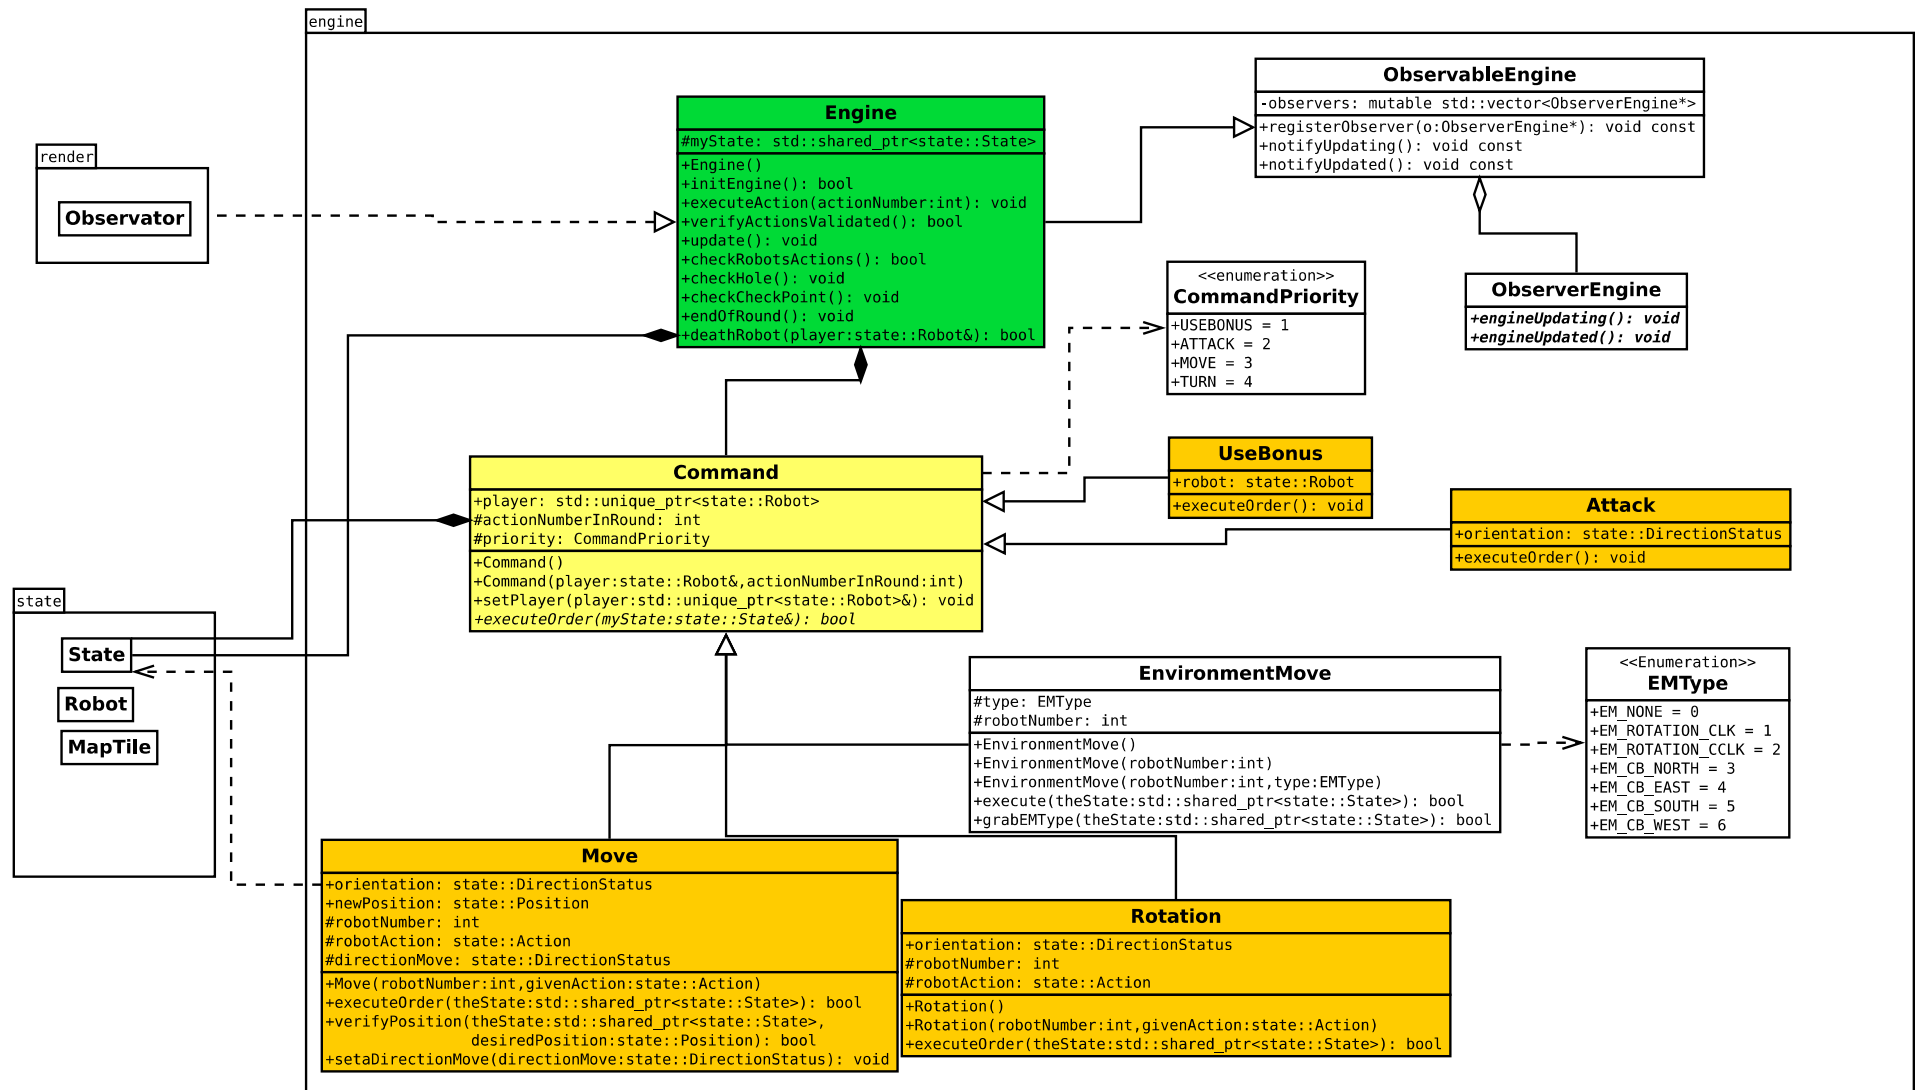 engine
render
Observator
Engine
#myState: std::shared_ptr<state::State>
+Engine()
+initEngine(): bool
+executeAction(actionNumber:int): void
+verifyActionsValidated(): bool
+update(): void
+checkRobotsActions(): bool
+checkHole(): void
+checkCheckPoint(): void
+endOfRound(): void
+deathRobot(player:state::Robot&): bool
ObservableEngine
-observers: mutable std::vector<ObserverEngine*>
+registerObserver(o:ObserverEngine*): void const
+notifyUpdating(): void const
+notifyUpdated(): void const
ObserverEngine
+engineUpdating(): void
+engineUpdated(): void
<<enumeration>>
CommandPriority
+USEBONUS = 1
+ATTACK = 2
+MOVE = 3
+TURN = 4
Command
+player: std::unique_ptr<state::Robot>
#actionNumberInRound: int
#priority: CommandPriority
+Command()
+Command(player:state::Robot&,actionNumberInRound:int)
+setPlayer(player:std::unique_ptr<state::Robot>&): void
+executeOrder(myState:state::State&): bool
UseBonus
+robot: state::Robot
+executeOrder(): void
Attack
+orientation: state::DirectionStatus
+executeOrder(): void
state
State
Robot
MapTile
EnvironmentMove
#type: EMType
#robotNumber: int
+EnvironmentMove()
+EnvironmentMove(robotNumber:int)
+EnvironmentMove(robotNumber:int,type:EMType)
+execute(theState:std::shared_ptr<state::State>): bool
+grabEMType(theState:std::shared_ptr<state::State>): bool
<<Enumeration>>
EMType
+EM_NONE = 0
+EM_ROTATION_CLK = 1
+EM_ROTATION_CCLK = 2
+EM_CB_NORTH = 3
+EM_CB_EAST = 4
+EM_CB_SOUTH = 5
+EM_CB_WEST = 6
Move
+orientation: state::DirectionStatus
+newPosition: state::Position
#robotNumber: int
#robotAction: state::Action
#directionMove: state::DirectionStatus
+Move(robotNumber:int,givenAction:state::Action)
+executeOrder(theState:std::shared_ptr<state::State>): bool
+verifyPosition(theState:std::shared_ptr<state::State>,
desiredPosition:state::Position): bool
+setaDirectionMove(directionMove:state::DirectionStatus): void
Rotation
+orientation: state::DirectionStatus
#robotNumber: int
#robotAction: state::Action
+Rotation()
+Rotation(robotNumber:int,givenAction:state::Action)
+executeOrder(theState:std::shared_ptr<state::State>): bool